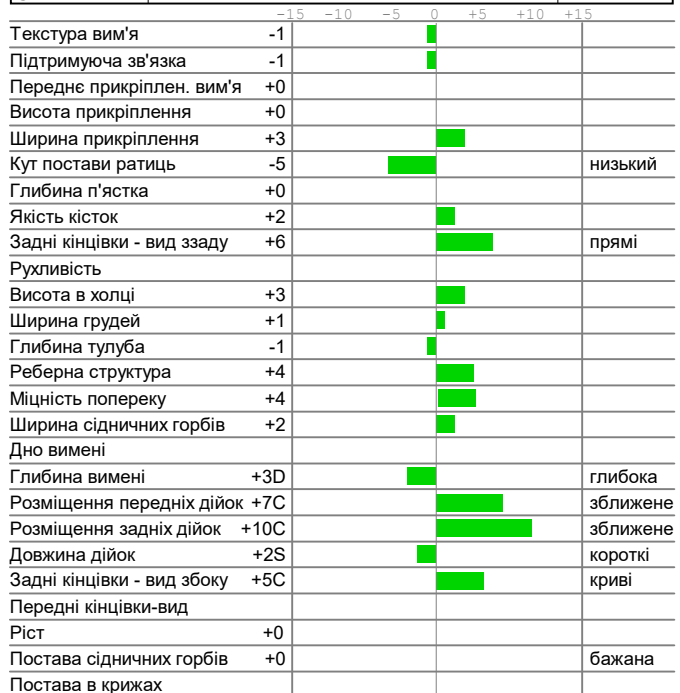 -15 -10 -5 0 +5 +10 +15
Текстура вим'я -1
Підтримуюча зв'язка -1
Переднє прикріплен. вим'я +0
Висота прикріплення +0
Ширина прикріплення +3
Кут постави ратиць -5 низький
Глибина п'ястка +0
Якість кісток +2
Задні кінцівки - вид ззаду +6 прямі
Рухливість
Висота в холці +3
Ширина грудей +1
Глибина тулуба -1
Реберна структура +4
Міцність попереку +4
Ширина сідничних горбів +2
Дно вимені
Глибина вимені +3D глибока
Розміщення передніх дійок +7C зближене
Розміщення задніх дійок +10C зближене
Довжина дійок +2S короткі
Задні кінцівки - вид збоку +5C криві
Передні кінцівки-вид
Ріст +0
Постава сідничних горбів +0 бажана
Постава в крижах